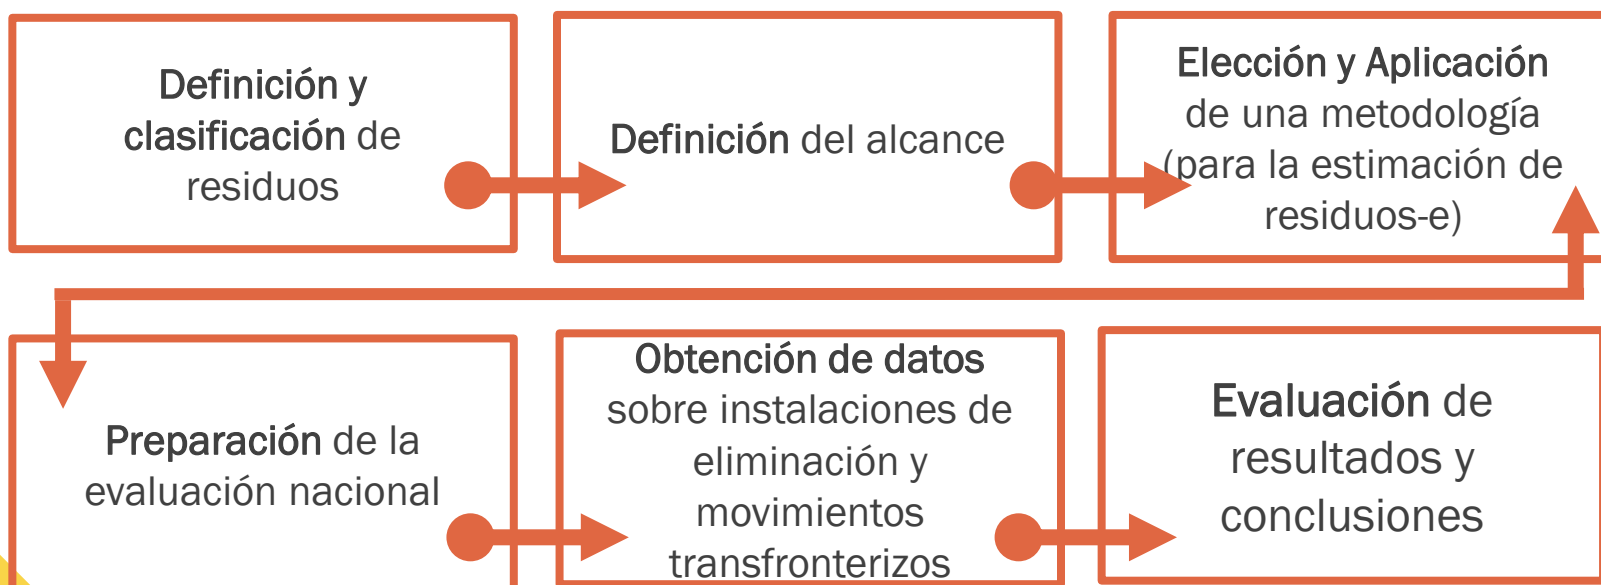 Definición y
clasificación de
residuos
Definición del alcance
Elección y Aplicación
de una metodología
(para la estimación de
residuos-e)
Preparación de la
evaluación nacional
Obtención de datos
sobre instalaciones de
eliminación y
movimientos
transfronterizos
Evaluación de
resultados y
conclusiones